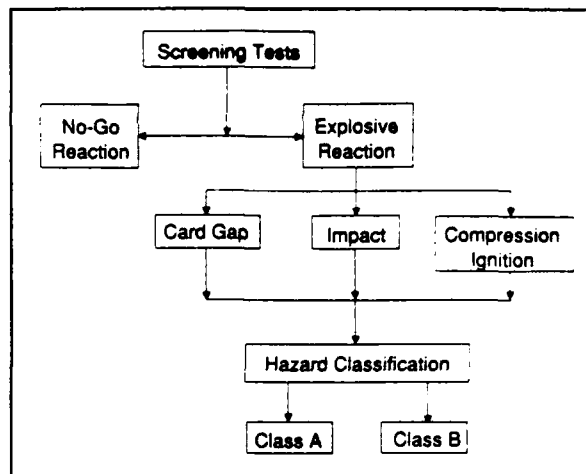 Screening Tests
No-Go
Reaction
Explosive
Reaction
Card Gap
Impact
Compression
Ignition
Hazard Classification
Class A
Class B